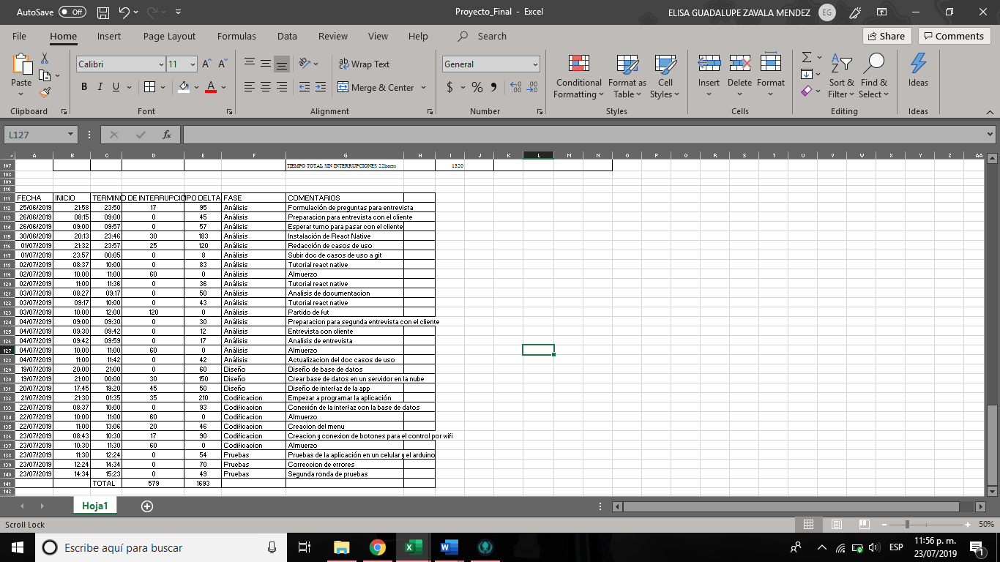 AutoSave Off Proyecto_Final - Excel ELISA GUADALUPE ZAVALA MENDEZ EG
File Home Insert Page Layout Formulas Data Review View Help Search Share Comments
Paste Calibri 11 Wrap Text General Conditional Formatting Format as Table Cell Styles Insert Delete Format Sort & Filter Find & Select Ideas
B I U Merge & Center $ %
Clipboard Font Alignment Number Styles Cells Editing Ideas
L127 fx
A B C D E F G H I J K L M N O P Q R S T U V W X Y Z AA
107 TIEMPO TOTAL SIN INTERRUPCIONES 22horas 1320
108
109
110
111 FECHA INICIO TERMINO DE INTERRUPCIO PO DELTA FASE COMENTARIOS
112 25/06/2019 21:58 23:50 17 95 Análisis Formulación de preguntas para entrevista
113 26/06/2019 08:15 09:00 0 45 Análisis Preparacion para entrevista con el cliente
114 26/06/2019 09:00 09:57 0 57 Análisis Esperar turno para pasar con el cliente
115 30/06/2019 20:13 23:46 30 183 Análisis Instalación de React Native
116 01/07/2019 21:32 23:57 25 120 Análisis Redacción de casos de uso
117 01/07/2019 23:57 00:05 0 8 Análisis Subir doc de casos de uso a git
118 02/07/2019 08:37 10:00 0 83 Análisis Tutorial react native
119 02/07/2019 10:00 11:00 60 0 Análisis Almuerzo
120 02/07/2019 11:00 11:36 0 36 Análisis Tutorial react native
121 03/07/2019 08:27 09:17 0 50 Análisis Analisis de documentacion
122 03/07/2019 09:17 10:00 0 43 Análisis Tutorial react native
123 03/07/2019 10:00 12:00 120 0 Análisis Partido de fut
124 04/07/2019 09:00 09:30 0 30 Análisis Preparacion para segunda entrevista con el cliente
125 04/07/2019 09:30 09:42 0 12 Análisis Entrevista con cliente
126 04/07/2019 09:42 09:59 0 17 Análisis Analisis de entrevista
127 04/07/2019 10:00 11:00 60 0 Análisis Almuerzo
128 04/07/2019 11:00 11:42 0 42 Análisis Actualizacion del doc casos de uso
129 19/07/2019 20:00 21:00 0 60 Diseño Diseño de base de datos
130 19/07/2019 21:00 00:00 30 150 Diseño Crear base de datos en un servidor en la nube
131 20/07/2019 17:45 19:20 45 50 Diseño Diseño de interfaz de la app
132 21/07/2019 21:30 01:35 35 210 Codificacion Empezar a programar la aplicación
133 22/07/2019 08:37 10:00 0 93 Codificacion Conexión de la interfaz con la base de datos
134 22/07/2019 10:00 11:00 60 0 Codificacion Almuerzo
135 22/07/2019 11:00 13:06 20 46 Codificacion Creacion del menu
136 23/07/2019 08:43 10:30 17 90 Codificacion Creacion y conexion de botones para el control por wifi
137 23/07/2019 10:30 11:30 60 0 Codificacion Almuerzo
138 23/07/2019 11:30 12:24 0 54 Pruebas Pruebas de la aplicación en un celular y el arduino
139 23/07/2019 12:24 14:34 0 70 Pruebas Correccion de errores
140 23/07/2019 14:34 15:23 0 49 Pruebas Segunda ronda de pruebas
141 TOTAL 579 1693
142
Hoja1
Scroll Lock 50%
Escribe aquí para buscar ESP 11:56 p. m.
23/07/2019 1